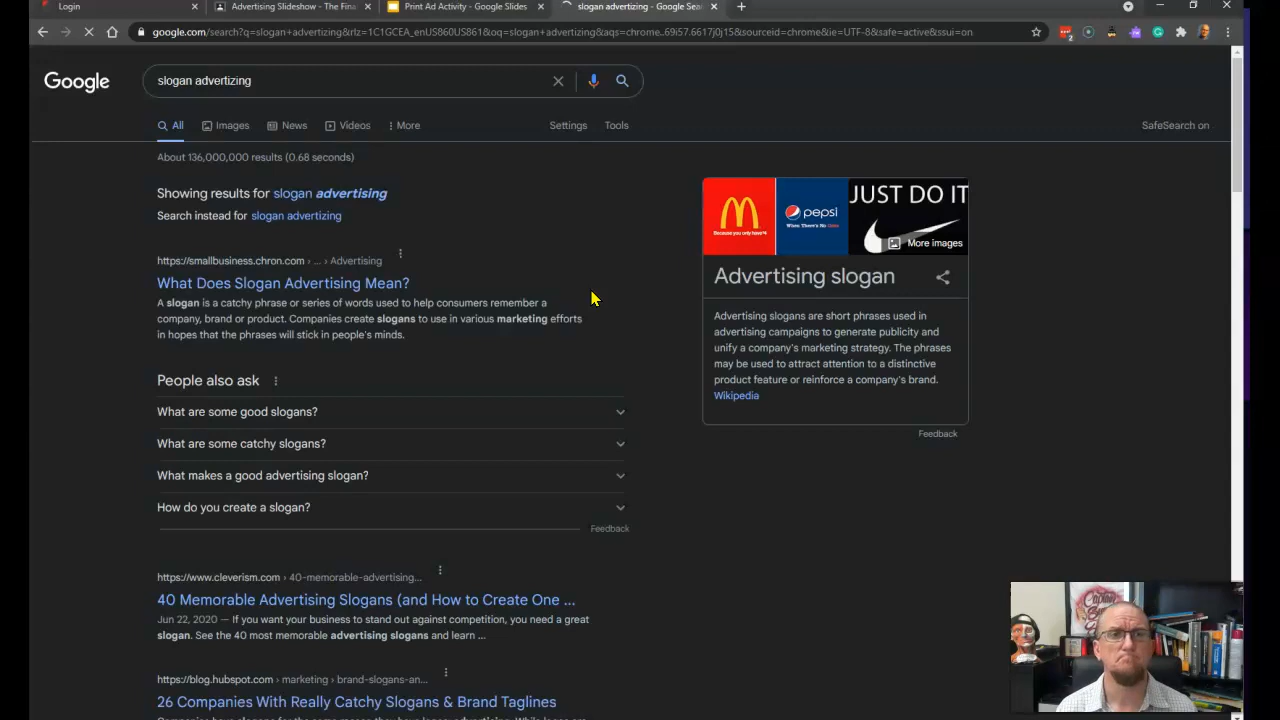 Login
Advertising Slideshow - The Fina
Print Ad Activity - Google Slides
slogan advertizing - Google Sea
google.com/search?q=slogan+advertizing&rlz=1C1GCEA_enUS860US861&oq=slogan+advertizing&aqs=chrome..69i57.6617j0j15&sourceid=chrome&ie=UTF-8&safe=active&ssui=on
Google
slogan advertizing
All
Images
News
Videos
More
Settings
Tools
SafeSearch on
About 136,000,000 results (0.68 seconds)
Showing results for slogan advertising
Search instead for slogan advertizing
https://smallbusiness.chron.com › ... › Advertising
What Does Slogan Advertising Mean?
A slogan is a catchy phrase or series of words used to help consumers remember a
company, brand or product. Companies create slogans to use in various marketing efforts
in hopes that the phrases will stick in people's minds.
People also ask
What are some good slogans?
What are some catchy slogans?
What makes a good advertising slogan?
How do you create a slogan?
Feedback
https://www.cleverism.com › 40-memorable-advertising...
40 Memorable Advertising Slogans (and How to Create One ...
Jun 22, 2020 — If you want your business to stand out against competition, you need a great
slogan. See the 40 most memorable advertising slogans and learn ...
https://blog.hubspot.com › marketing › brand-slogans-an...
26 Companies With Really Catchy Slogans & Brand Taglines
pepsi
JUST DO IT
More images
Advertising slogan
Advertising slogans are short phrases used in
advertising campaigns to generate publicity and
unify a company's marketing strategy. The phrases
may be used to attract attention to a distinctive
product feature or reinforce a company's brand.
Wikipedia
Feedback